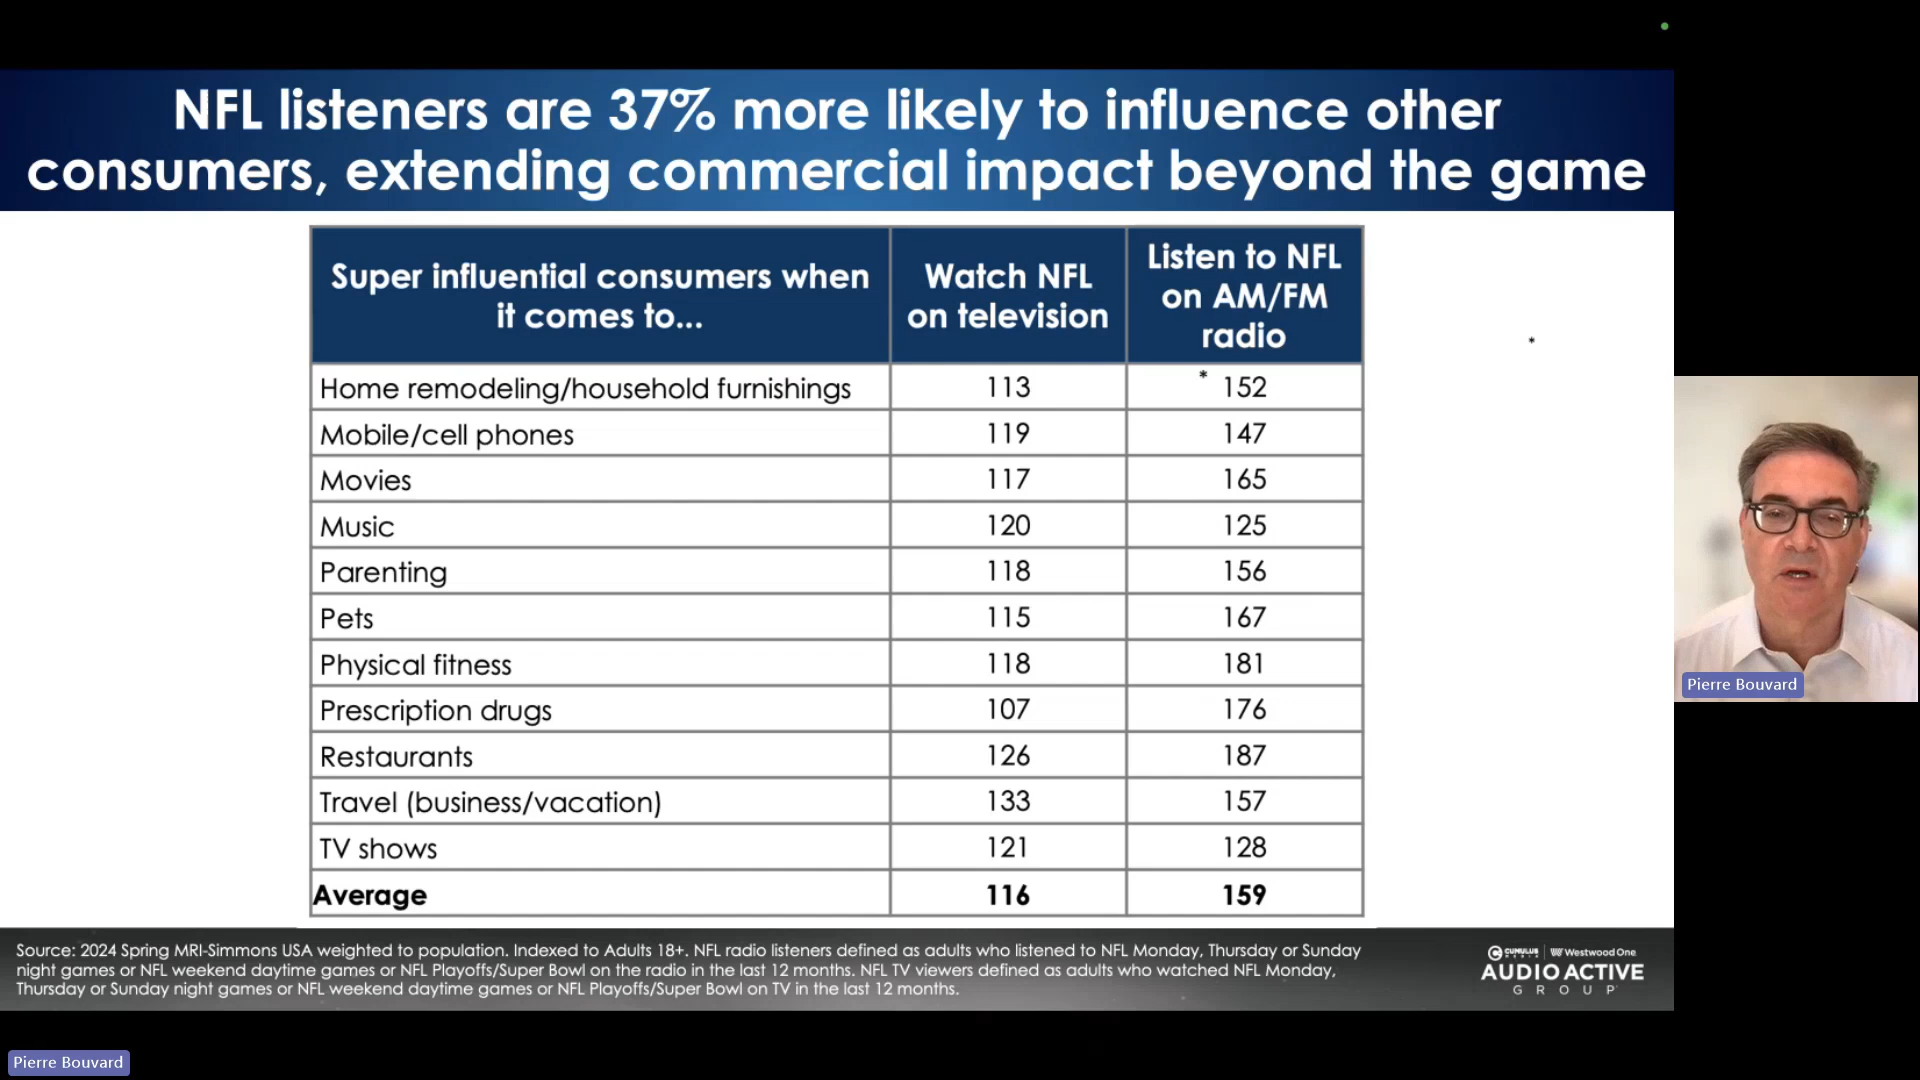 NFL listeners are 37% more likely to influence other
consumers, extending commercial impact beyond the game
Super influential consumers when
it comes to...
Watch NFL
on television
Listen to NFL
on AM/FM
radio
*
Home remodeling/household furnishings 113 * 152
Mobile/cell phones 119 147
Movies 117 165
Music 120 125
Parenting 118 156
Pets 115 167
Physical fitness 118 181
Prescription drugs 107 176
Restaurants 126 187
Travel (business/vacation) 133 157
TV shows 121 128
Average 116 159
Source: 2024 Spring MRI-Simmons USA weighted to population. Indexed to Adults 18+. NFL radio listeners defined as adults who listened to NFL Monday, Thursday or Sunday
night games or NFL weekend daytime games or NFL Playoffs/Super Bowl on the radio in the last 12 months. NFL TV viewers defined as adults who watched NFL Monday,
Thursday or Sunday night games or NFL weekend daytime games or NFL Playoffs/Super Bowl on TV in the last 12 months.
CUMULUS MEDIA | Westwood One
AUDIO ACTIVE
GROUP
Pierre Bouvard
Pierre Bouvard